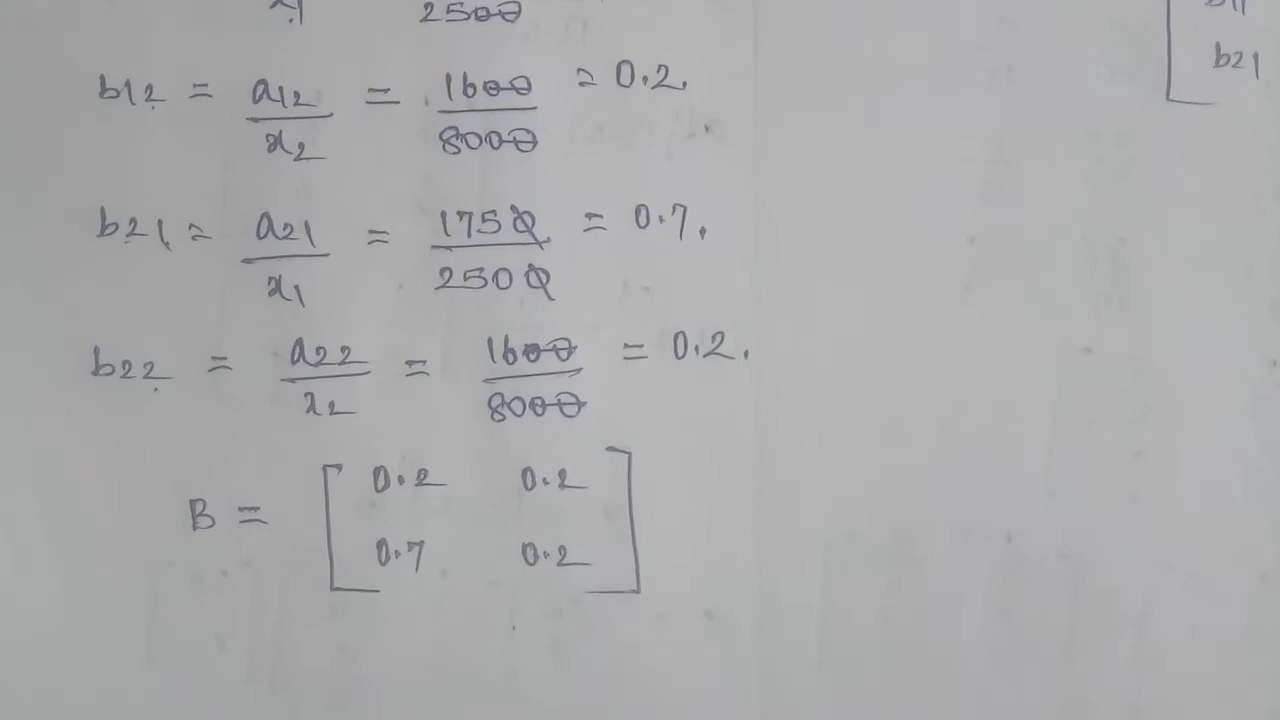 2500
b12 = a12/x2 = 1600/8000 = 0.2.
b21 = a21/x1 = 1750/2500 = 0.7.
b22 = a22/x2 = 1600/8000 = 0.2.
B = [ 0.2 0.2
0.7 0.2 ]
b21